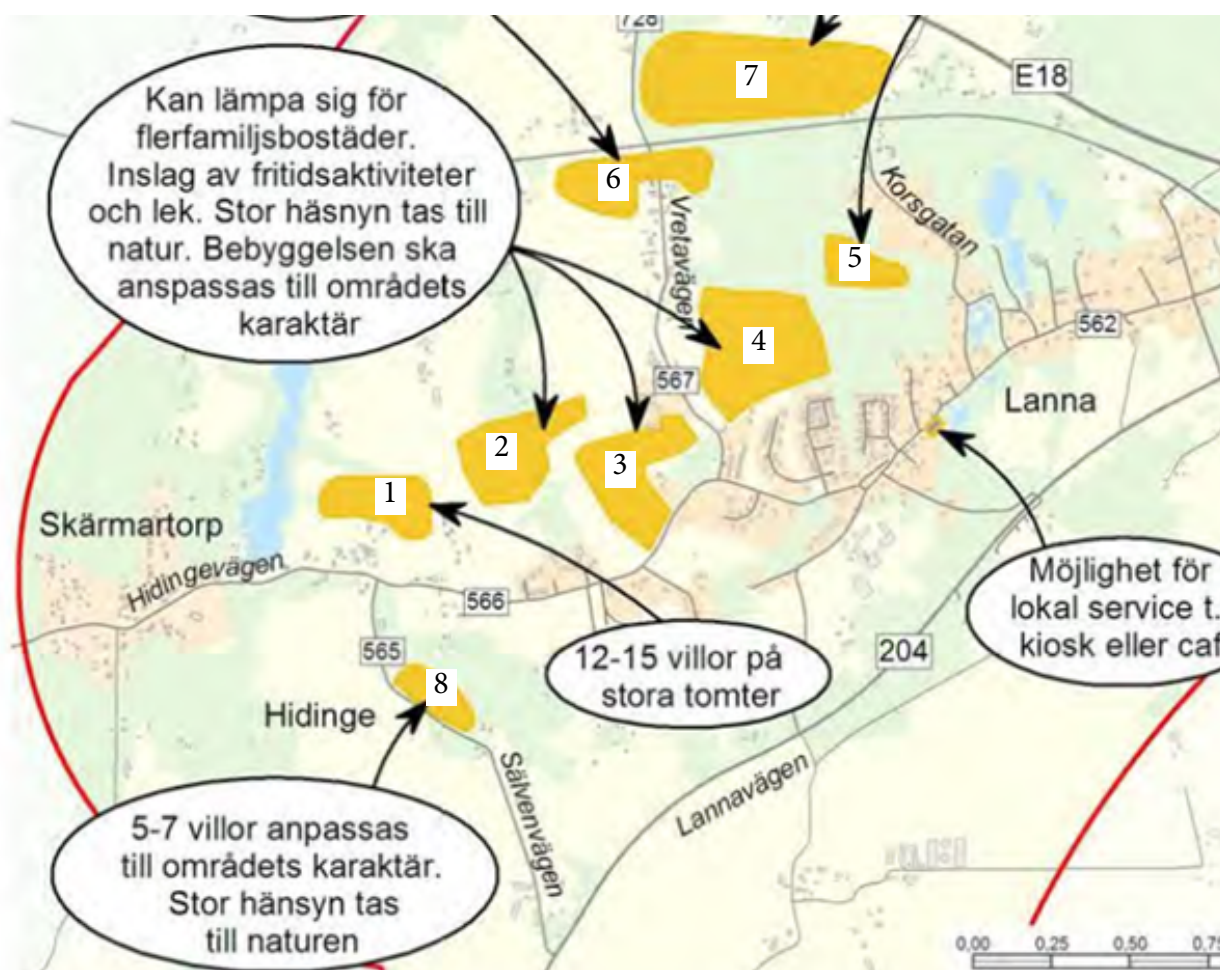 728
7
E18
Kan lämpa sig för
flerfamiljsbostäder.
Inslag av fritidsaktiviteter
och lek. Stor häsnyn tas till
natur. Bebyggelsen ska
anspassas till områdets
karaktär
6
Korsgatan
Vretavägen
5
562
4
567
Lanna
2
3
1
Skärmartorp
Hidingevägen
566
Möjlighet för
lokal service t.
kiosk eller caf
565
12-15 villor på
stora tomter
204
8
Hidinge
Sälvenvägen
Lannavägen
5-7 villor anpassas
till områdets karaktär.
Stor hänsyn tas
till naturen
0,00 0,25 0,50 0,75